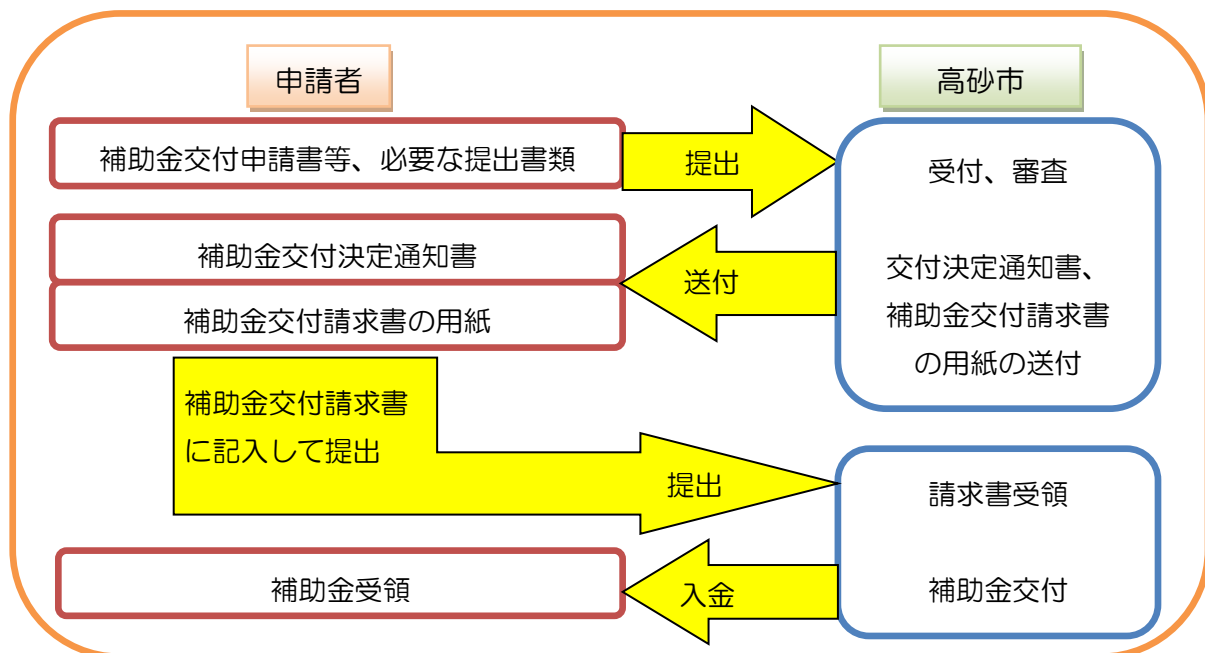 申請者
高砂市
補助金交付申請書等、必要な提出書類
提出
受付、審査
補助金交付決定通知書
補助金交付請求書の用紙
送付
交付決定通知書、
補助金交付請求書
の用紙の送付
補助金交付請求書
に記入して提出
提出
請求書受領
補助金受領
入金
補助金交付